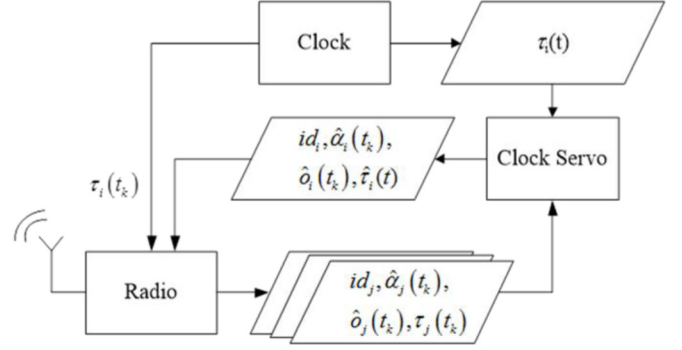 Clock
τᵢ(t)
idᵢ, α̂ᵢ(tₖ),
ôᵢ(tₖ), τ̂ᵢ(t)
Clock Servo
τᵢ(tₖ)
Radio
idⱼ, α̂ⱼ(tₖ),
ôⱼ(tₖ), τⱼ(tₖ)